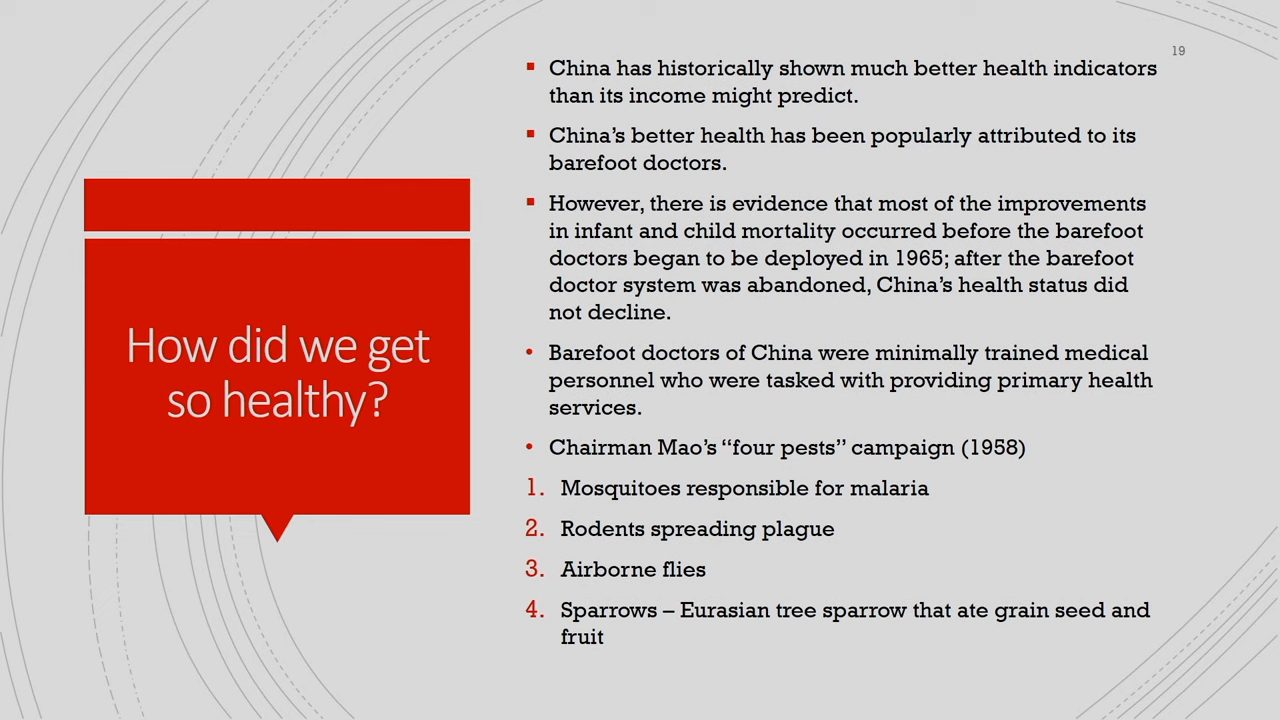 19
How did we get
so healthy?
▪ China has historically shown much better health indicators
than its income might predict.
▪ China’s better health has been popularly attributed to its
barefoot doctors.
▪ However, there is evidence that most of the improvements
in infant and child mortality occurred before the barefoot
doctors began to be deployed in 1965; after the barefoot
doctor system was abandoned, China’s health status did
not decline.
• Barefoot doctors of China were minimally trained medical
personnel who were tasked with providing primary health
services.
• Chairman Mao’s “four pests” campaign (1958)
1. Mosquitoes responsible for malaria
2. Rodents spreading plague
3. Airborne flies
4. Sparrows – Eurasian tree sparrow that ate grain seed and
fruit